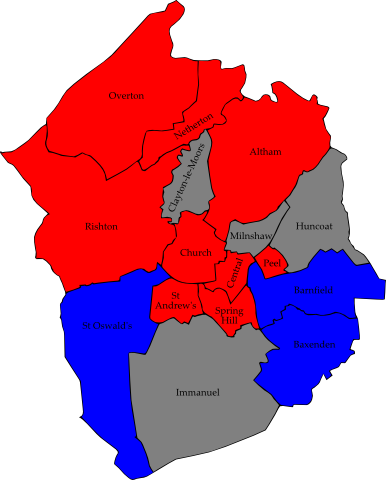 Overton
Netherton
Altham
Clayton-le-Moors
Rishton
Huncoat
Milnshaw
Church
Central
Peel
Barnfield
St
Andrew's
Spring
Hill
St Oswald's
Baxenden
Immanuel